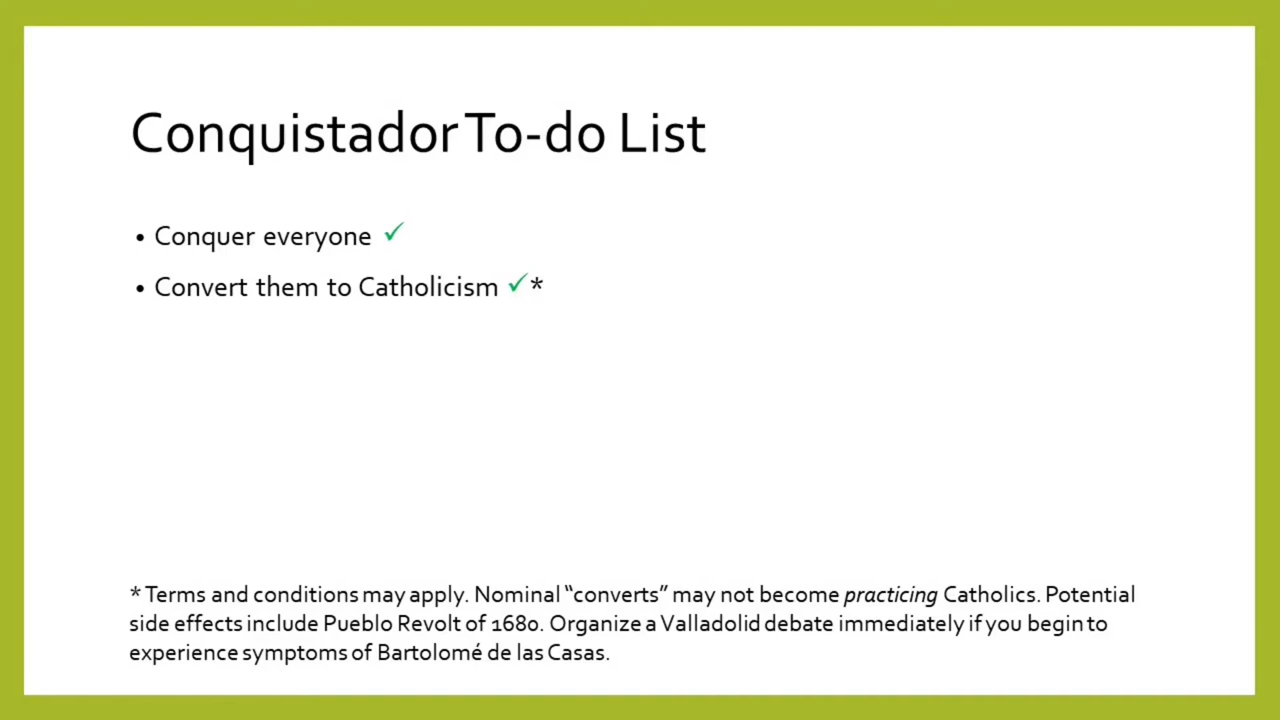 Conquistador To-do List
• Conquer everyone ✓
• Convert them to Catholicism ✓*
* Terms and conditions may apply. Nominal “converts” may not become practicing Catholics. Potential
side effects include Pueblo Revolt of 1680. Organize a Valladolid debate immediately if you begin to
experience symptoms of Bartolomé de las Casas.